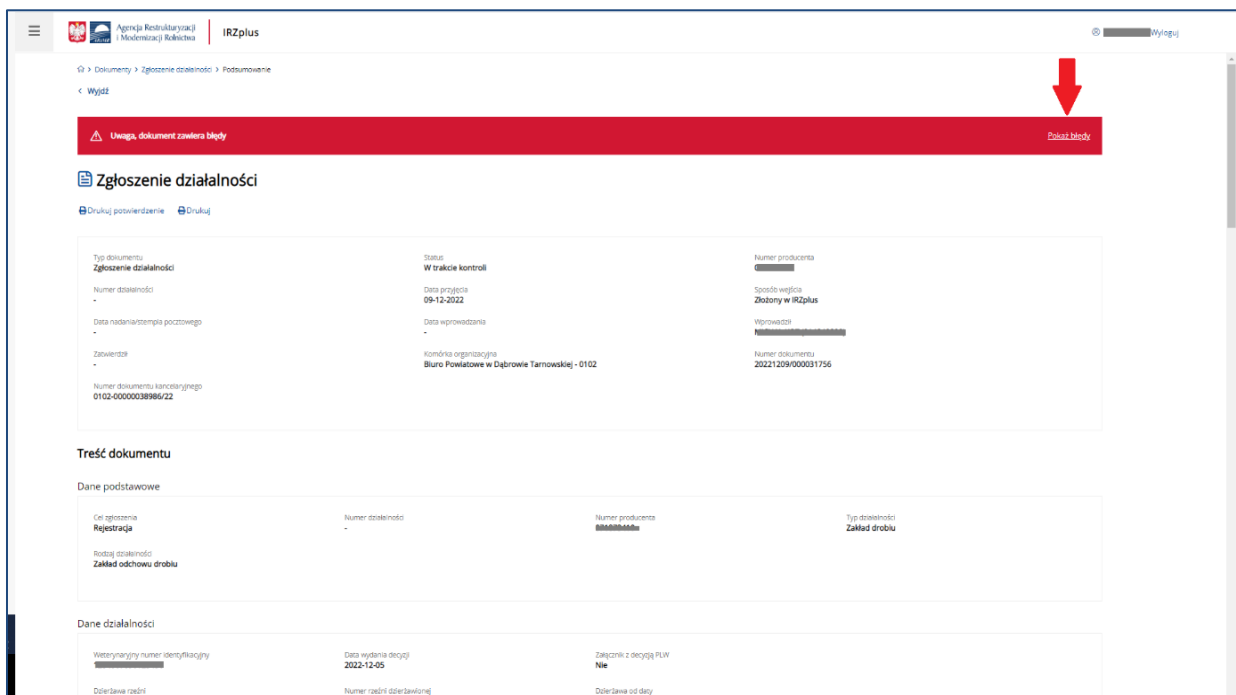 Agencja Restrukturyzacji
i Modernizacji Rolnictwa
IRZplus
Wyloguj
> Dokumenty > Zgłoszenie działalności > Podsumowanie
< Wyjdź
Uwaga, dokument zawiera błędy
Pokaż błędy
Zgłoszenie działalności
Drukuj potwierdzenie Drukuj
Typ dokumentu Status Numer producenta
Zgłoszenie działalności W trakcie kontroli
Numer działalności Data przyjęcia Sposób wejścia
- 09-12-2022 Złożony w IRZplus
Data nadania/stempla pocztowego Data wprowadzania Wprowadził
- -
Zatwierdził Komórka organizacyjna Numer dokumentu
- Biuro Powiatowe w Dąbrowie Tarnowskiej - 0102 20221209/000031756
Numer dokumentu kancelaryjnego
0102-00000038986/22
Treść dokumentu
Dane podstawowe
Cel zgłoszenia Numer działalności Numer producenta Typ działalności
Rejestracja - Zakład drobiu
Rodzaj działalności
Zakład odchowu drobiu
Dane działalności
Weterynaryjny numer identyfikacyjny Data wydania decyzji Załącznik z decyzją PLW
2022-12-05 Nie
Dzierżawa rzeźni Numer rzeźni dzierżawionej Dzierżawa od daty